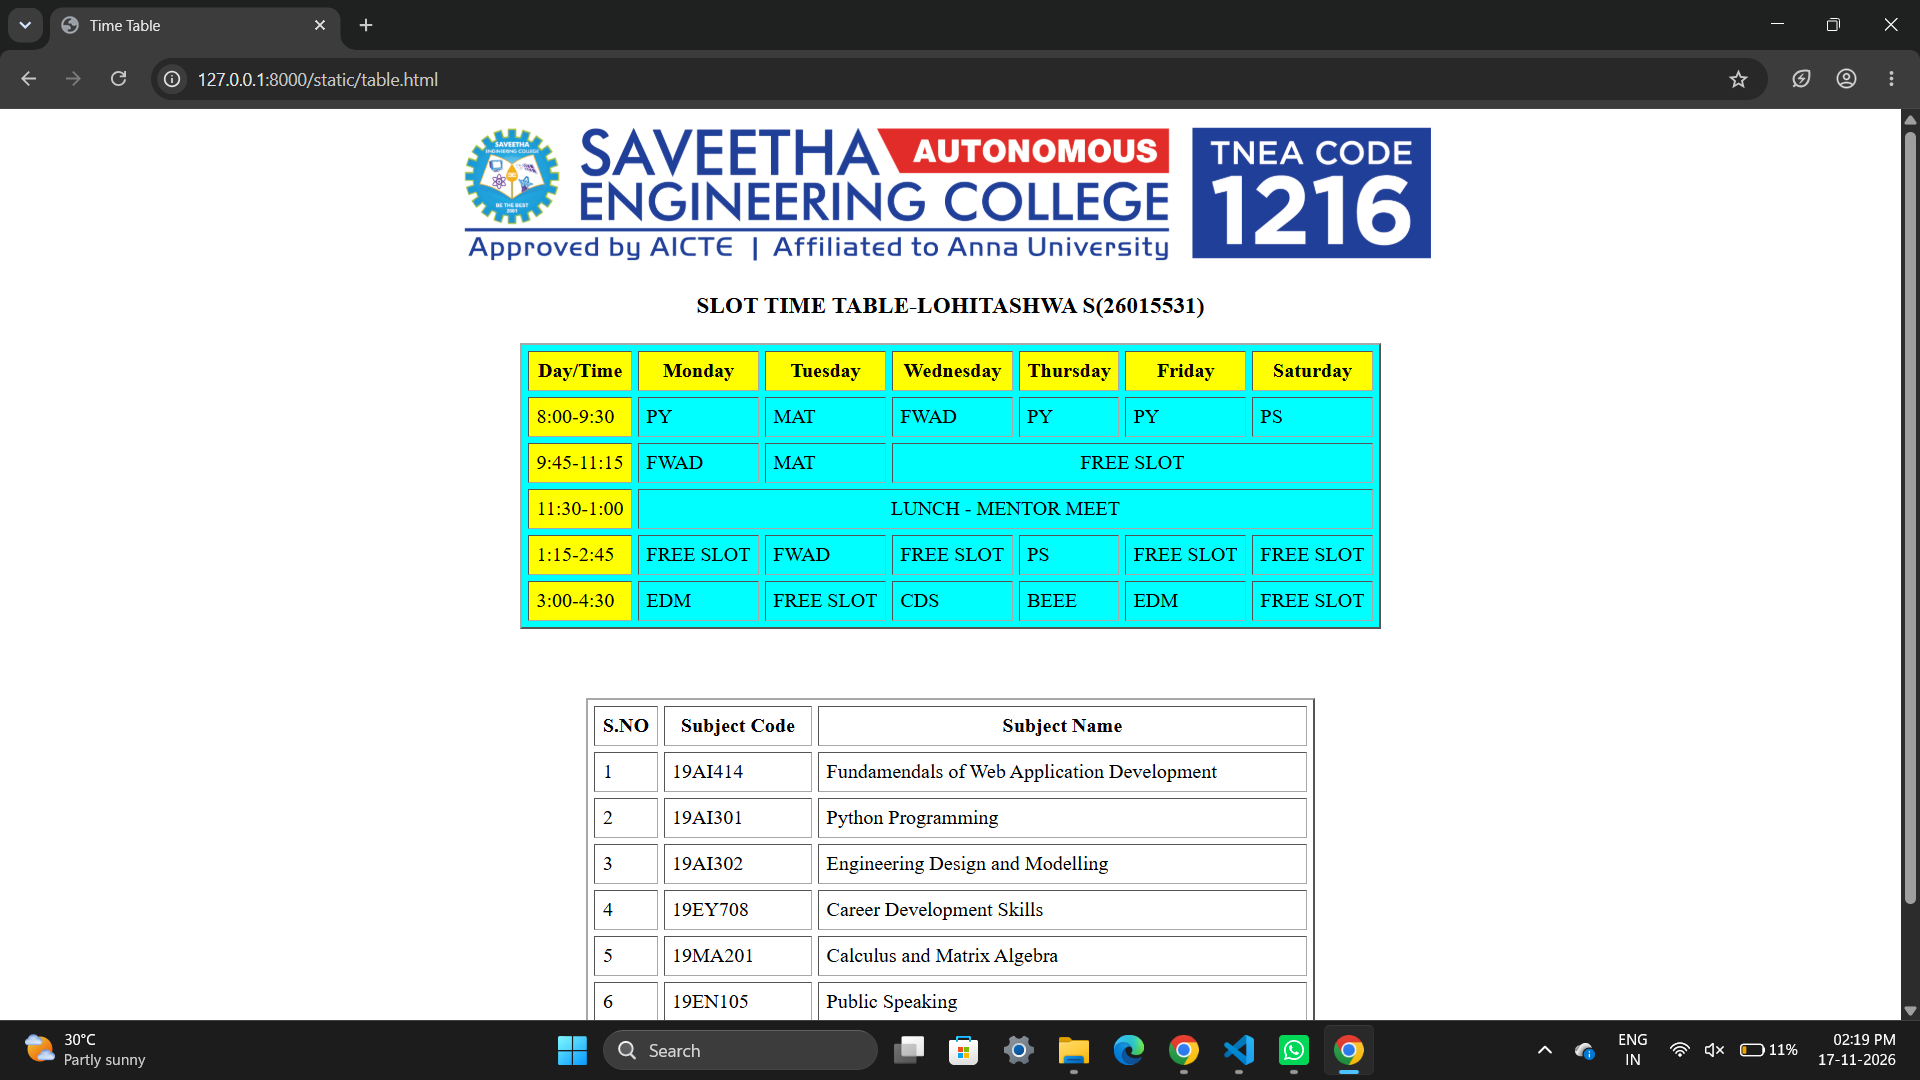 Time Table
127.0.0.1:8000/static/table.html
SAVEETHA
ENGINEERING COLLEGE
BE THE BEST
2001
SAVEETHA AUTONOMOUS
ENGINEERING COLLEGE
Approved by AICTE | Affiliated to Anna University
TNEA CODE
1216
SLOT TIME TABLE-LOHITASHWA S(26015531)
Day/Time Monday Tuesday Wednesday Thursday Friday Saturday
8:00-9:30 PY MAT FWAD PY PY PS
9:45-11:15 FWAD MAT FREE SLOT
11:30-1:00 LUNCH - MENTOR MEET
1:15-2:45 FREE SLOT FWAD FREE SLOT PS FREE SLOT FREE SLOT
3:00-4:30 EDM FREE SLOT CDS BEEE EDM FREE SLOT
S.NO Subject Code Subject Name
1 19AI414 Fundamendals of Web Application Development
2 19AI301 Python Programming
3 19AI302 Engineering Design and Modelling
4 19EY708 Career Development Skills
5 19MA201 Calculus and Matrix Algebra
6 19EN105 Public Speaking
30°C
Partly sunny
Search
ENG
IN
11%
02:19 PM
17-11-2026